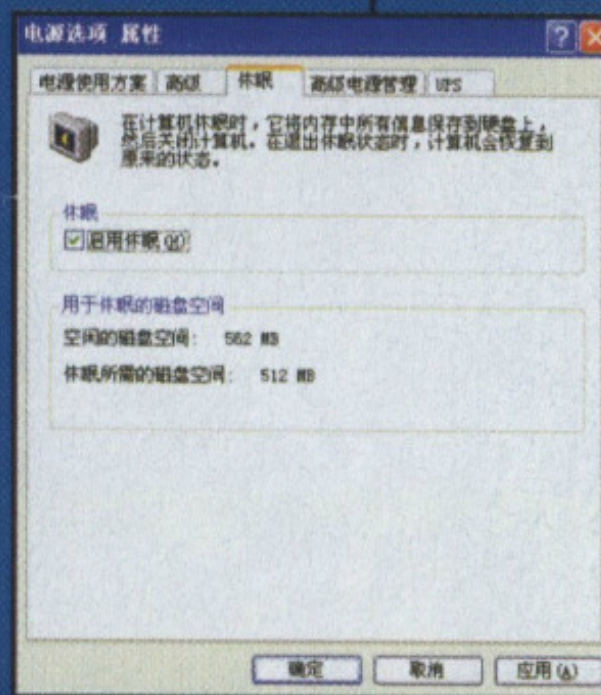 电源选项 属性
电源使用方案 高级 休眠 高级电源管理 UPS
在计算机休眠时，它将内存中所有信息保存到硬盘上，
然后关闭计算机。在退出休眠状态时，计算机会恢复到
原来的状态。
休眠
启用休眠(H)
用于休眠的磁盘空间
空闲的磁盘空间： 562 MB
休眠所需的磁盘空间： 512 MB
确定 取消 应用(A)